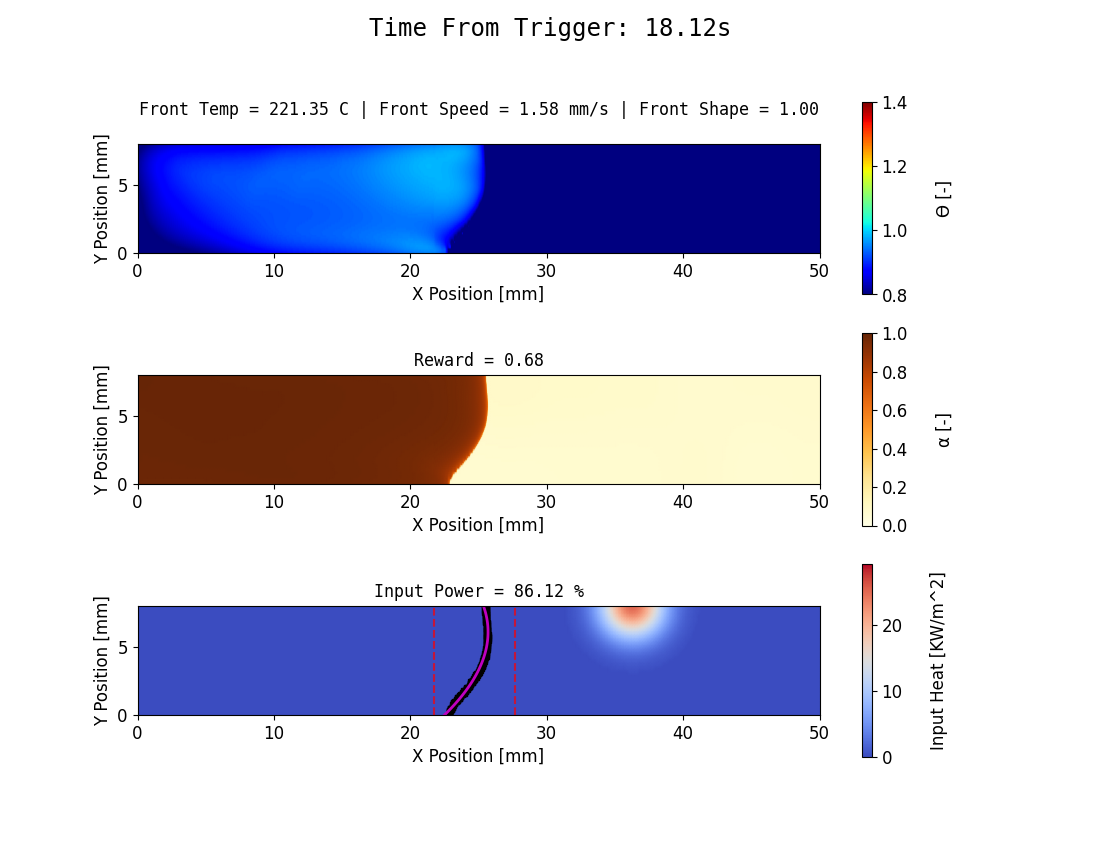 Time From Trigger: 18.12s
Front Temp = 221.35 C | Front Speed = 1.58 mm/s | Front Shape = 1.00
Y Position [mm]
5
0
0 10 20 30 40 50
X Position [mm]
1.4
1.2
1.0
0.8
Θ [-]
Reward = 0.68
Y Position [mm]
5
0
0 10 20 30 40 50
X Position [mm]
1.0
0.8
0.6
0.4
0.2
0.0
α [-]
Input Power = 86.12 %
Y Position [mm]
5
0
0 10 20 30 40 50
X Position [mm]
20
10
0
Input Heat [KW/m^2]